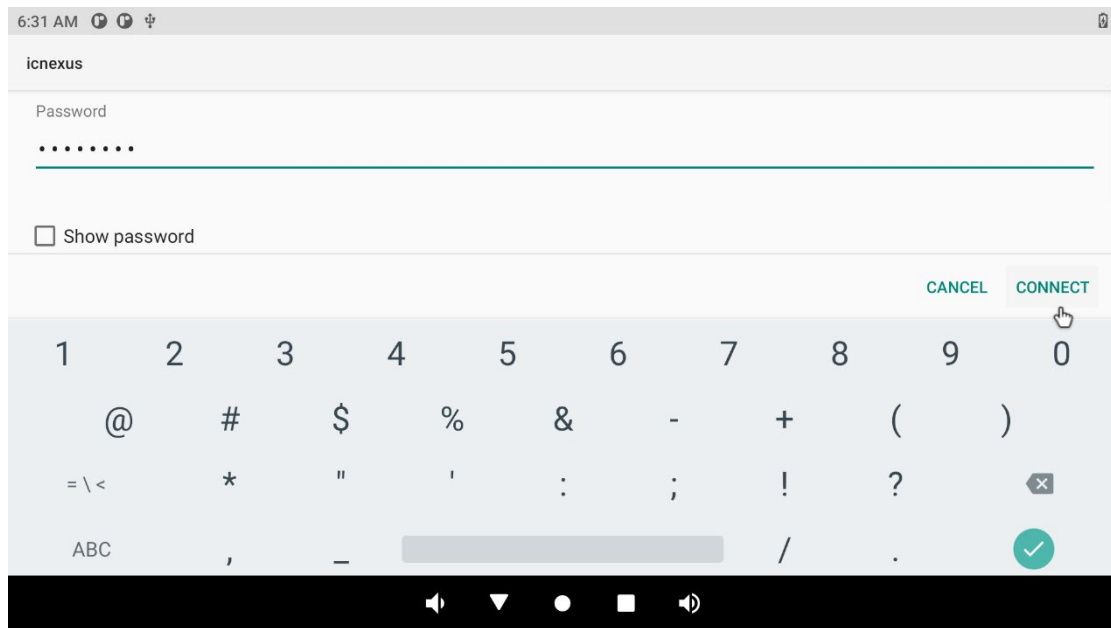 6:31 AM
icnexus
Password
••••••••
Show password
CANCEL CONNECT
1 2 3 4 5 6 7 8 9 0
@ # $ % & - + ( )
= \ < * " ' : ; ! ?
ABC , _ / .